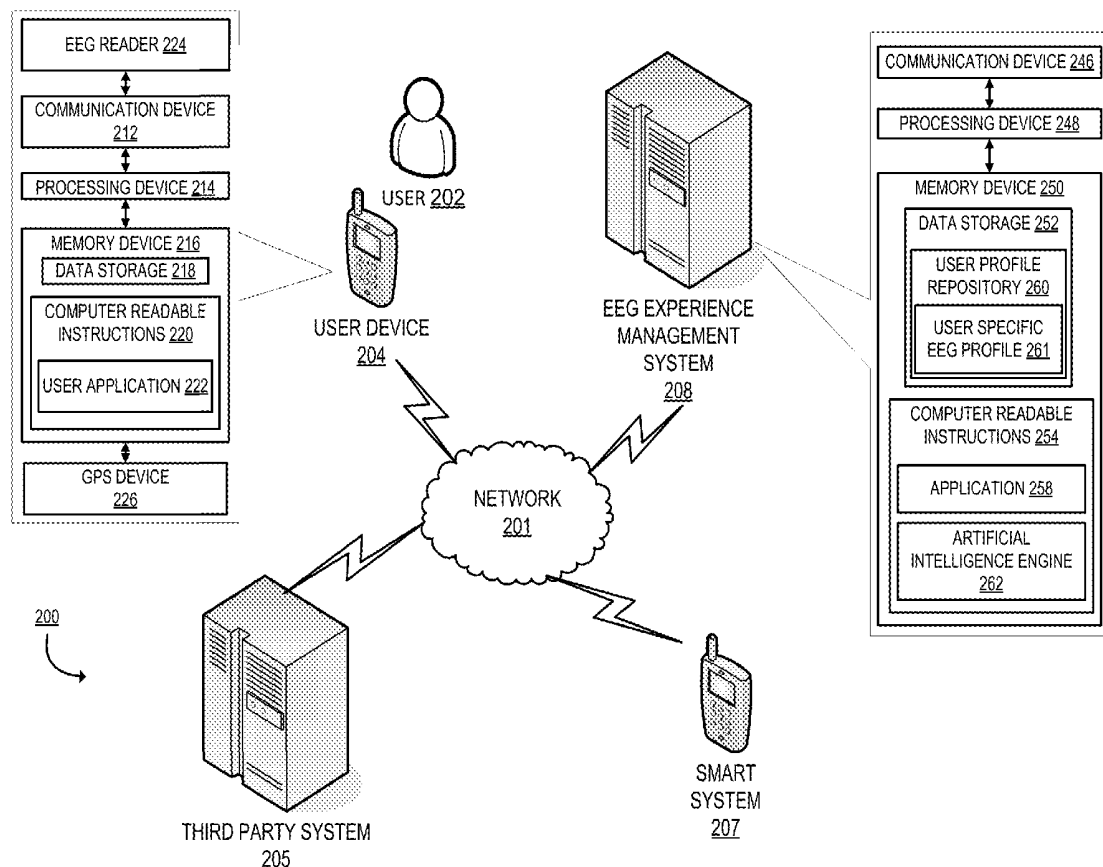 EEG READER 224
COMMUNICATION DEVICE
212
PROCESSING DEVICE 214
MEMORY DEVICE 216
DATA STORAGE 218
COMPUTER READABLE
INSTRUCTIONS 220
USER APPLICATION 222
GPS DEVICE
226
USER 202
USER DEVICE
204
EEG EXPERIENCE
MANAGEMENT
SYSTEM
208
COMMUNICATION DEVICE 246
PROCESSING DEVICE 248
MEMORY DEVICE 250
DATA STORAGE 252
USER PROFILE
REPOSITORY 260
USER SPECIFIC
EEG PROFILE 261
COMPUTER READABLE
INSTRUCTIONS 254
APPLICATION 258
ARTIFICIAL
INTELLIGENCE ENGINE
262
NETWORK
201
200
THIRD PARTY SYSTEM
205
SMART
SYSTEM
207